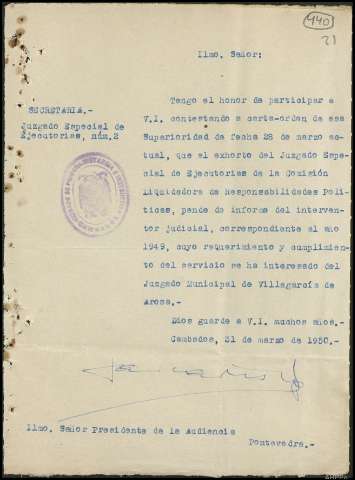 440
21
Ilmo. Señor:
SECRETARIA.-
Juzgado Especial de
Ejecutorias, núm.2
Tengo el honor de participar a
V.I. contestando a carta-orden de esa
Superioridad de fecha 28 de marzo ac-
tual, que el exhorto del Juzgado Espe-
cial de Ejecutorias de la Comisión
Liquidadora de Responsabilidades Polí-
ticas, pende de informe del interven-
tor judicial, correspondiente al año
1949, cuyo requerimiento y cumplimien-
to del servicio se ha interesado del
Juzgado Municipal de Villagarcía de
Arosa.-
Dios guarde a V.I. muchos años.-
Cambados, 31 de marzo de 1950.-
Ilmo. Señor Presidente de la Audiencia
Pontevedra.-